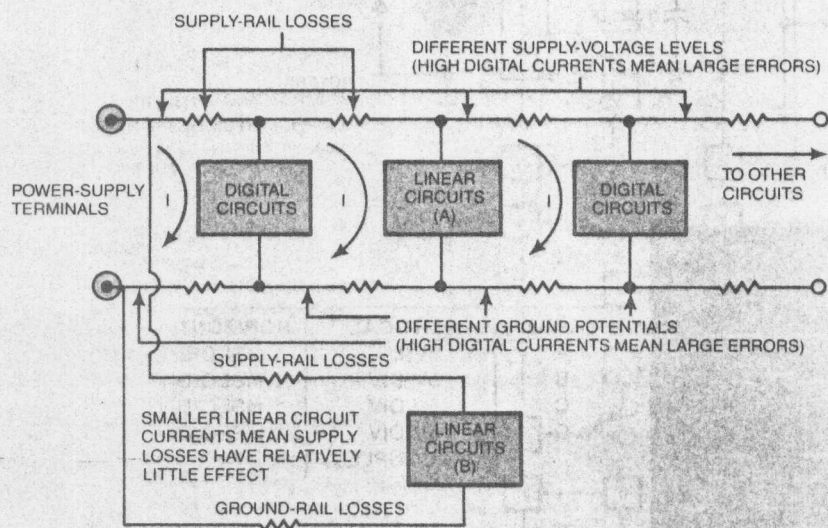 SUPPLY-RAIL LOSSES
DIFFERENT SUPPLY-VOLTAGE LEVELS
(HIGH DIGITAL CURRENTS MEAN LARGE ERRORS)
POWER-SUPPLY
TERMINALS
I
DIGITAL
CIRCUITS
I
LINEAR
CIRCUITS
(A)
I
DIGITAL
CIRCUITS
TO OTHER
CIRCUITS
DIFFERENT GROUND POTENTIALS
(HIGH DIGITAL CURRENTS MEAN LARGE ERRORS)
SUPPLY-RAIL LOSSES
SMALLER LINEAR CIRCUIT
CURRENTS MEAN SUPPLY
LOSSES HAVE RELATIVELY
LITTLE EFFECT
LINEAR
CIRCUITS
(B)
GROUND-RAIL LOSSES